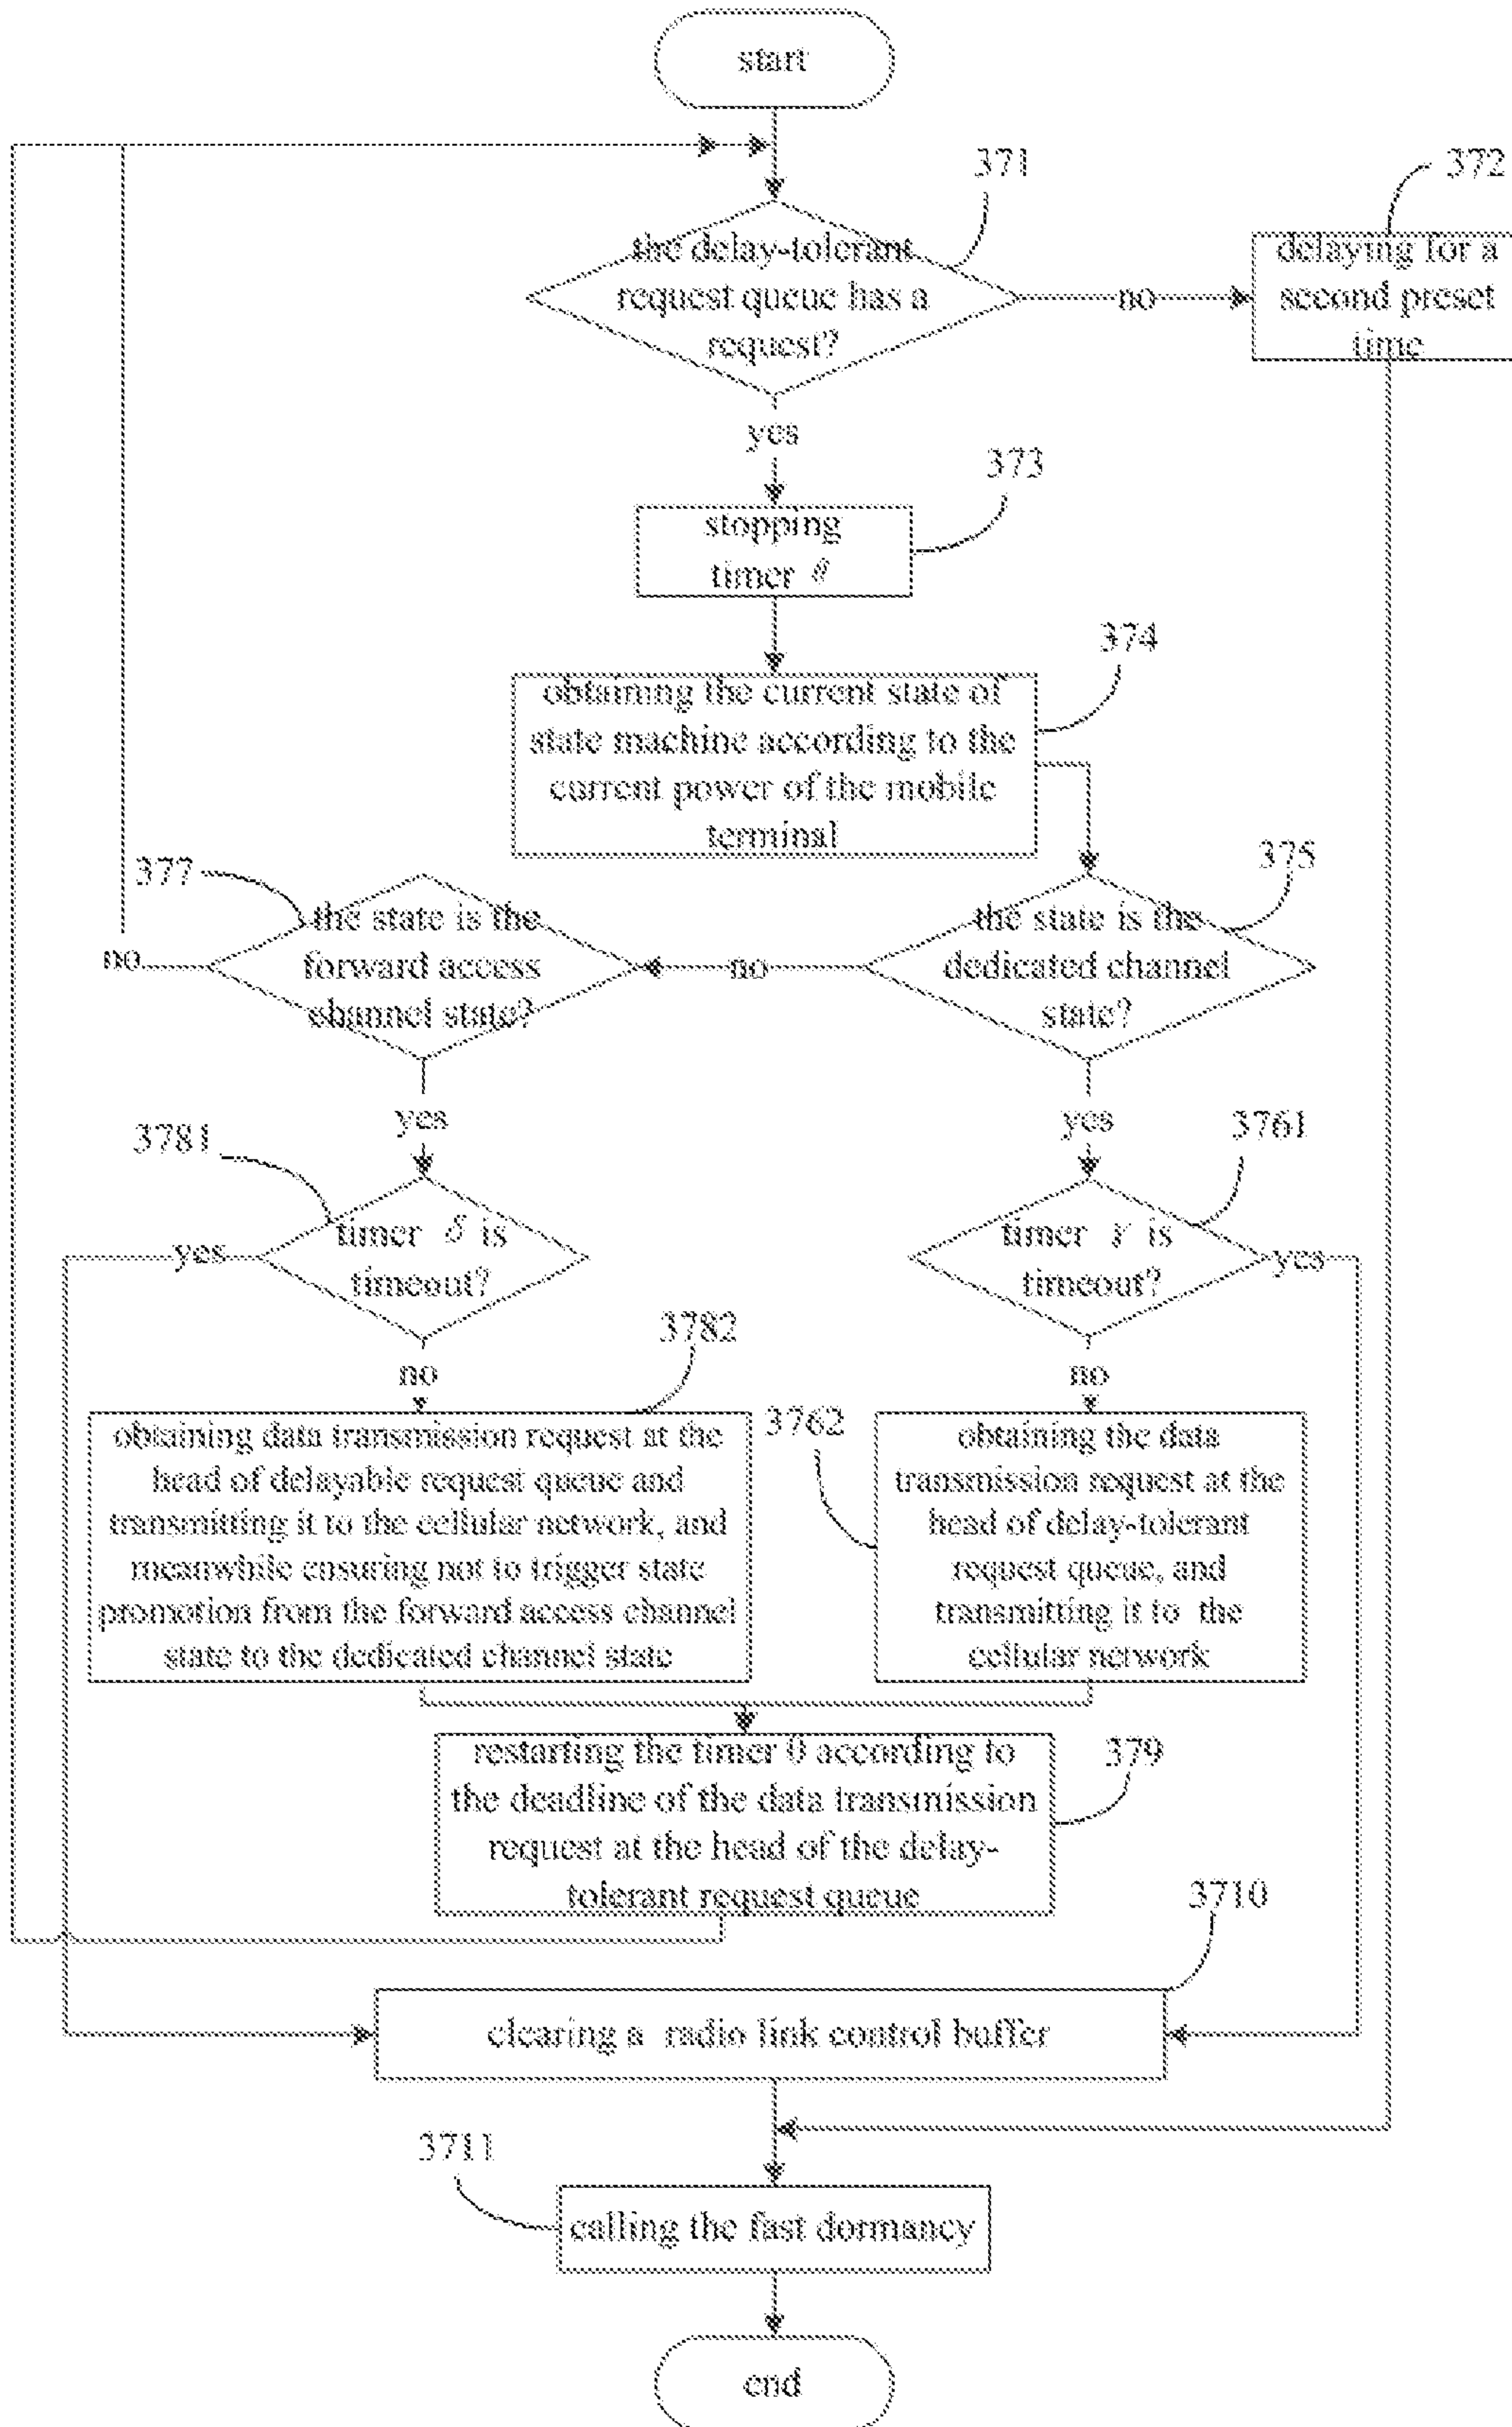 start
371
372
the delay-tolerant
request queue has a
request?
no
delaying for a
second preset
time
yes
373
stopping
timer θ
374
obtaining the current state of
state machine according to the
current power of the mobile
terminal
377
375
the state is the
forward access
channel state?
no
no
the state is the
dedicated channel
state?
yes
yes
3781
3761
timer δ is
timeout?
yes
timer γ is
timeout?
yes
3782
no
no
3762
obtaining data transmission request at the
head of delayable request queue and
transmitting it to the cellular network, and
meanwhile ensuring not to trigger state
promotion from the forward access channel
state to the dedicated channel state
obtaining the data
transmission request at the
head of delay-tolerant
request queue, and
transmitting it to the
cellular network
379
restarting the timer θ according to
the deadline of the data transmission
request at the head of the delay-
tolerant request queue
3710
clearing a radio link control buffer
3711
calling the fast dormancy
end